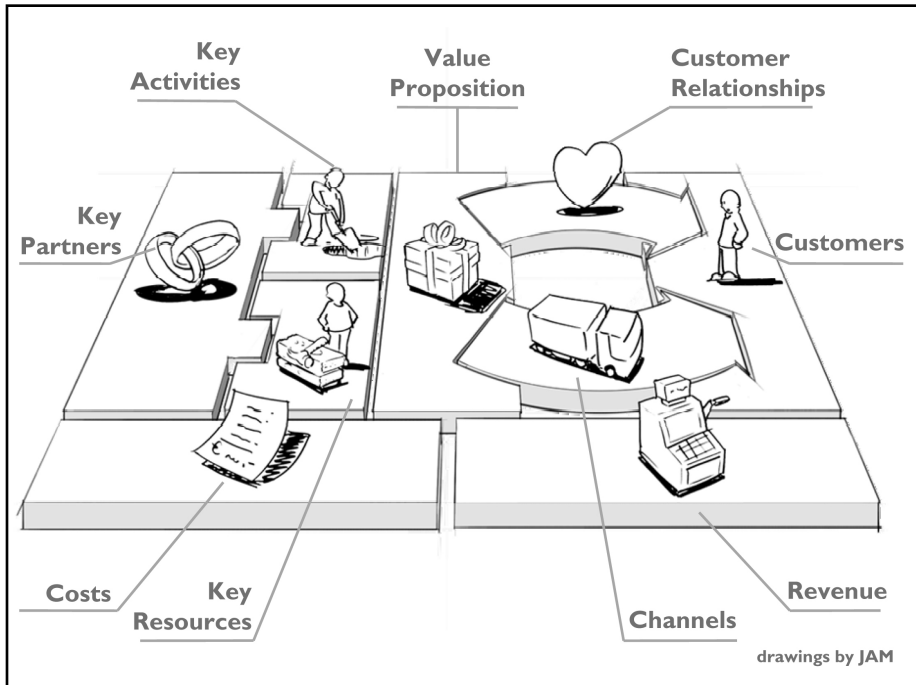 Key
Activities
Value
Proposition
Customer
Relationships
Key
Partners
Customers
Costs
Key
Resources
Channels
Revenue
drawings by JAM